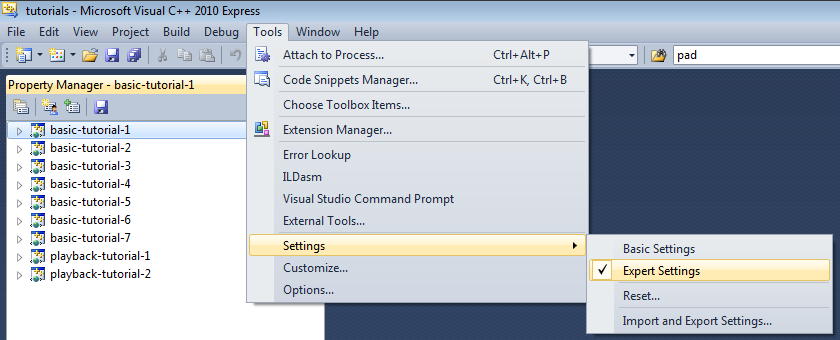 tutorials - Microsoft Visual C++ 2010 Express
File Edit View Project Build Debug Tools Window Help
pad
Property Manager - basic-tutorial-1
basic-tutorial-1
basic-tutorial-2
basic-tutorial-3
basic-tutorial-4
basic-tutorial-5
basic-tutorial-6
basic-tutorial-7
playback-tutorial-1
playback-tutorial-2
Attach to Process... Ctrl+Alt+P
Code Snippets Manager... Ctrl+K, Ctrl+B
Choose Toolbox Items...
Extension Manager...
Error Lookup
ILDasm
Visual Studio Command Prompt
External Tools...
Settings
Customize...
Options...
Basic Settings
Expert Settings
Reset...
Import and Export Settings...